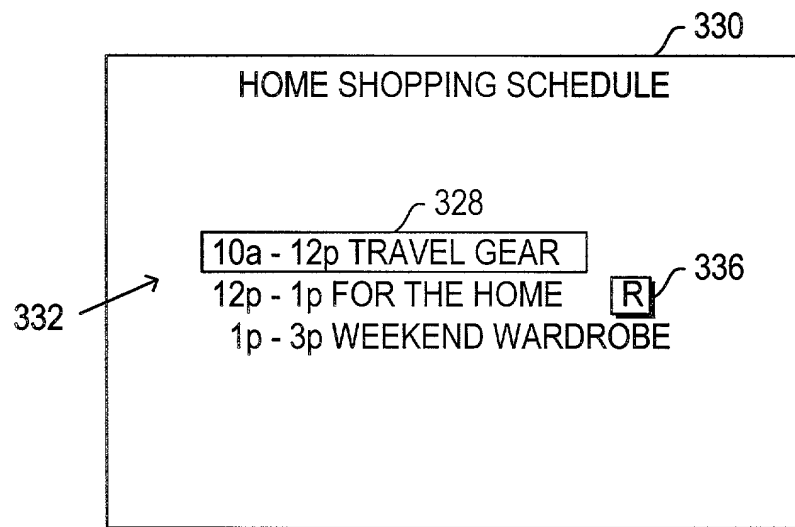 330
HOME SHOPPING SCHEDULE
328
10a - 12p TRAVEL GEAR
12p - 1p FOR THE HOME R 336
332
1p - 3p WEEKEND WARDROBE